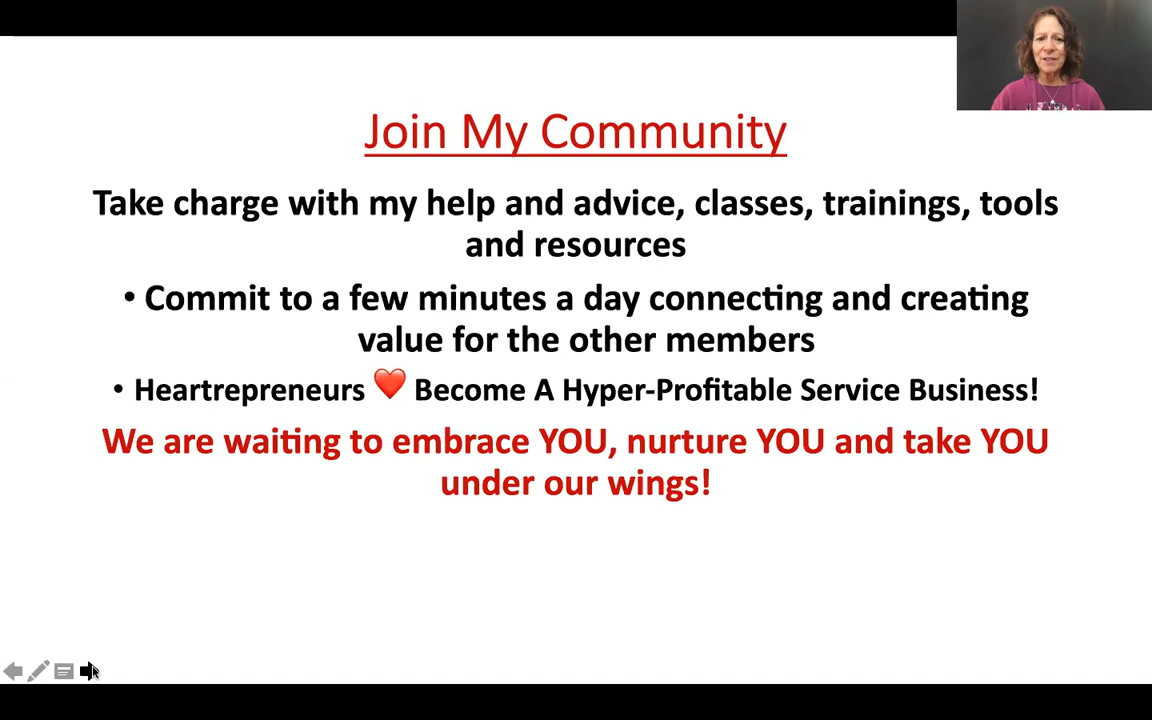 Join My Community
Take charge with my help and advice, classes, trainings, tools
and resources
• Commit to a few minutes a day connecting and creating
value for the other members
• Heartrepreneurs ❤️ Become A Hyper-Profitable Service Business!
We are waiting to embrace YOU, nurture YOU and take YOU
under our wings!